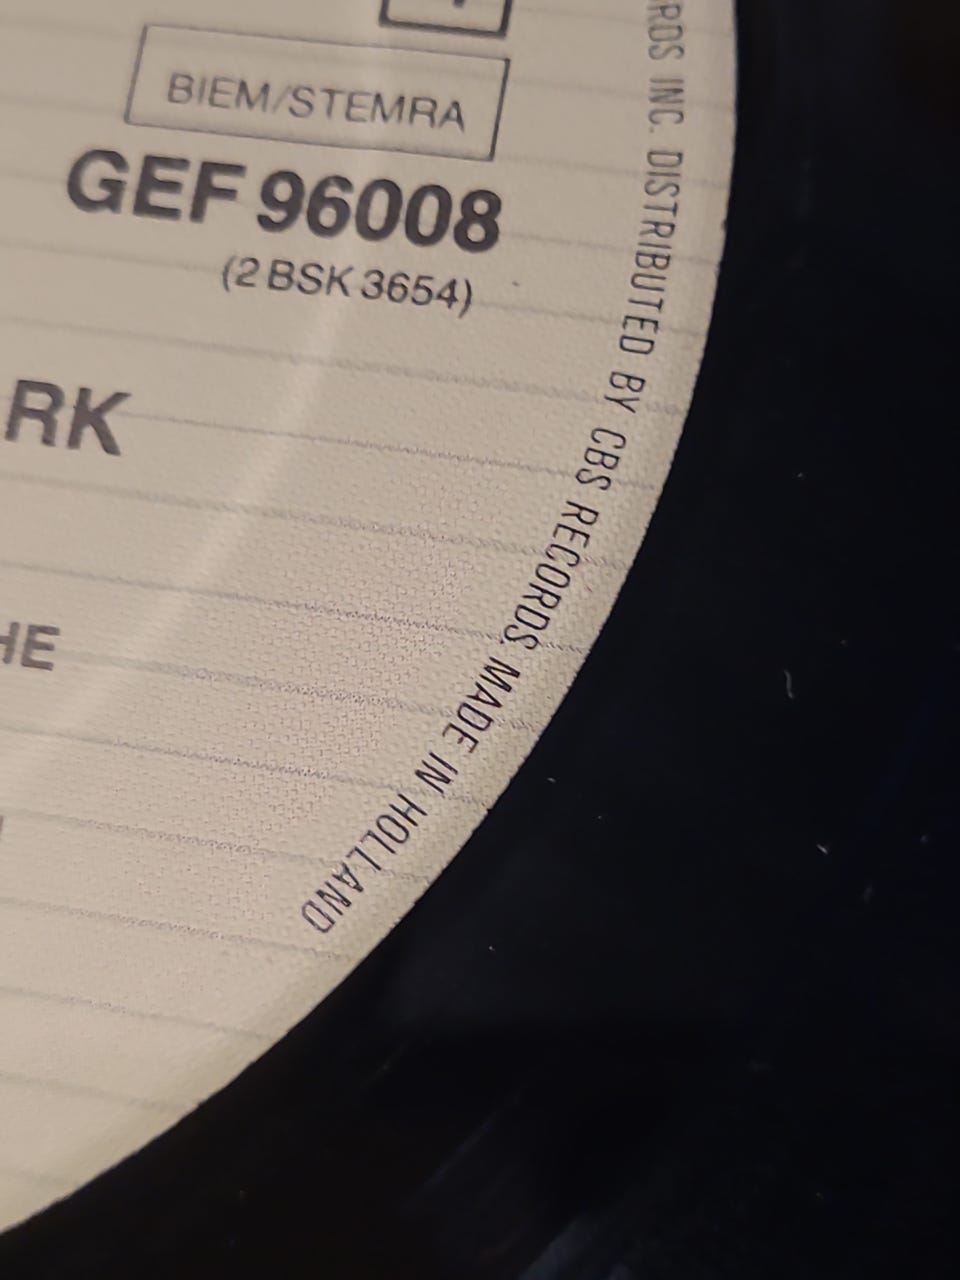 BIEM/STEMRA
GEF 96008
(2 BSK 3654)
RK
HE
RDS INC. DISTRIBUTED BY CBS RECORDS. MADE IN HOLLAND